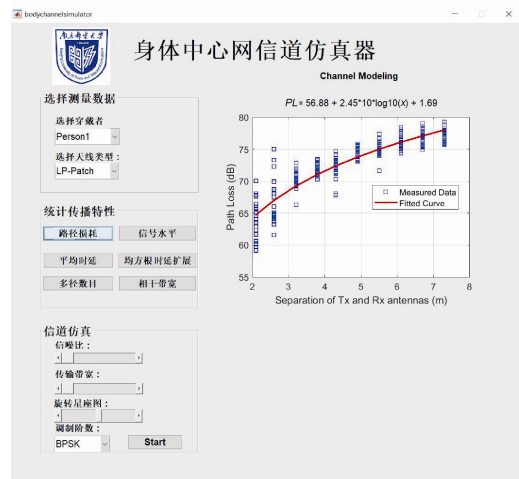 bodychannelsimulator
身体中心网信道仿真器
选择测量数据
选择穿戴者
Person1
选择天线类型：
LP-Patch
统计传播特性
路径损耗 信号水平
平均时延 均方根时延扩展
多径数目 相干带宽
信道仿真
信噪比：
传输带宽：
旋转星座图：
调制阶数：
BPSK Start
Channel Modeling
PL = 56.88 + 2.45*10*log10(x) + 1.69
Path Loss (dB)
80
75
70
65
60
55
Measured Data
Fitted Curve
2 3 4 5 6 7 8
Separation of Tx and Rx antennas (m)